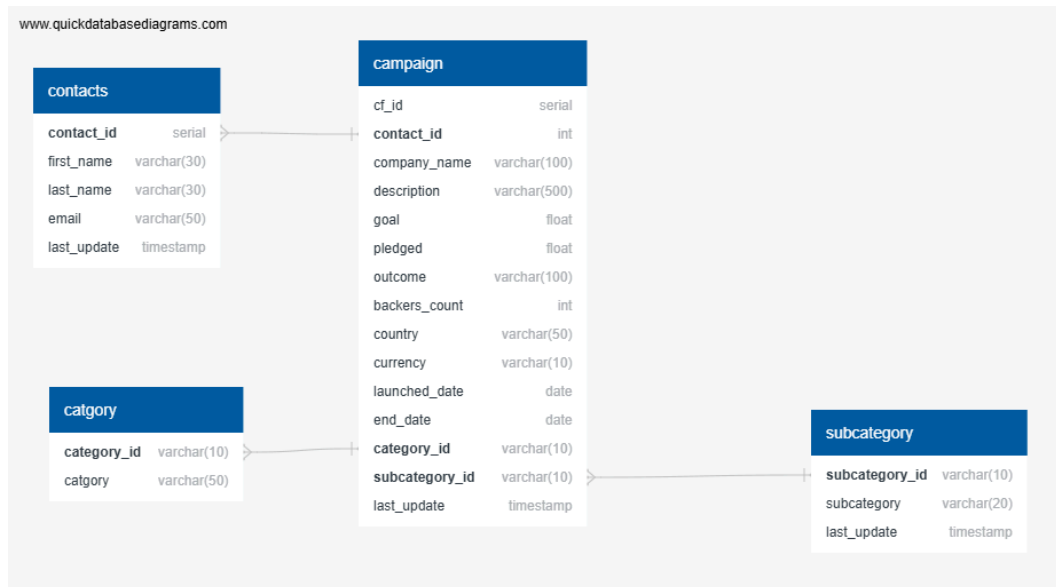 www.quickdatabasediagrams.com
contacts
contact_id serial
first_name varchar(30)
last_name varchar(30)
email varchar(50)
last_update timestamp
campaign
cf_id serial
contact_id int
company_name varchar(100)
description varchar(500)
goal float
pledged float
outcome varchar(100)
backers_count int
country varchar(50)
currency varchar(10)
launched_date date
end_date date
category_id varchar(10)
subcategory_id varchar(10)
last_update timestamp
catgory
category_id varchar(10)
catgory varchar(50)
subcategory
subcategory_id varchar(10)
subcategory varchar(20)
last_update timestamp